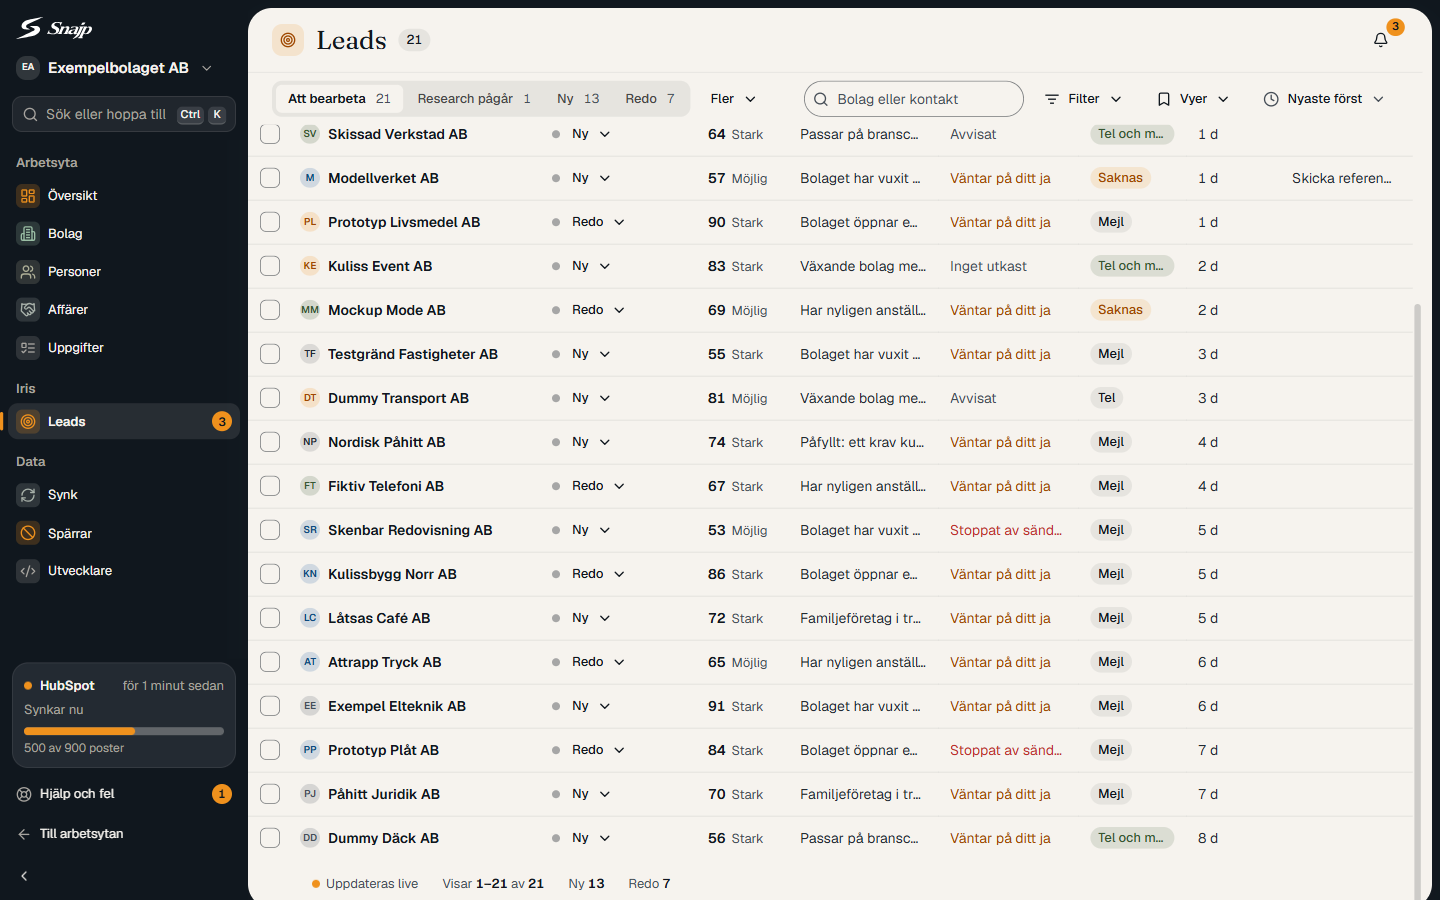 Snajp
EA Exempelbolaget AB
Sök eller hoppa till Ctrl K
Arbetsyta
Översikt
Bolag
Personer
Affärer
Uppgifter
Iris
Leads 3
Data
Synk
Spärrar
Utvecklare
HubSpot för 1 minut sedan
Synkar nu
500 av 900 poster
Hjälp och fel 1
Till arbetsytan
Leads 21
3
Att bearbeta 21 Research pågår 1 Ny 13 Redo 7 Fler Bolag eller kontakt Filter Vyer Nyaste först
SV Skissad Verkstad AB Ny 64 Stark Passar på bransc... Avvisat Tel och m... 1 d
M Modellverket AB Ny 57 Möjlig Bolaget har vuxit ... Väntar på ditt ja Saknas 1 d Skicka referen...
PL Prototyp Livsmedel AB Redo 90 Stark Bolaget öppnar e... Väntar på ditt ja Mejl 1 d
KE Kuliss Event AB Ny 83 Stark Växande bolag me... Inget utkast Tel och m... 2 d
MM Mockup Mode AB Redo 69 Möjlig Har nyligen anställ... Väntar på ditt ja Saknas 2 d
TF Testgränd Fastigheter AB Ny 55 Stark Bolaget har vuxit ... Väntar på ditt ja Mejl 3 d
DT Dummy Transport AB Ny 81 Möjlig Växande bolag me... Avvisat Tel 3 d
NP Nordisk Påhitt AB Ny 74 Stark Påfyllt: ett krav ku... Väntar på ditt ja Mejl 4 d
FT Fiktiv Telefoni AB Redo 67 Stark Har nyligen anställ... Väntar på ditt ja Mejl 4 d
SR Skenbar Redovisning AB Ny 53 Möjlig Bolaget har vuxit ... Stoppat av sänd... Mejl 5 d
KN Kulissbygg Norr AB Redo 86 Stark Bolaget öppnar e... Väntar på ditt ja Mejl 5 d
LC Låtsas Café AB Ny 72 Stark Familjeföretag i tr... Väntar på ditt ja Mejl 5 d
AT Attrapp Tryck AB Redo 65 Möjlig Har nyligen anställ... Väntar på ditt ja Mejl 6 d
EE Exempel Elteknik AB Ny 91 Stark Bolaget har vuxit ... Väntar på ditt ja Mejl 6 d
PP Prototyp Plåt AB Redo 84 Stark Bolaget öppnar e... Stoppat av sänd... Mejl 7 d
PJ Påhitt Juridik AB Ny 70 Stark Familjeföretag i tr... Väntar på ditt ja Mejl 7 d
DD Dummy Däck AB Ny 56 Stark Passar på bransc... Väntar på ditt ja Tel och m... 8 d
Uppdateras live Visar 1–21 av 21 Ny 13 Redo 7